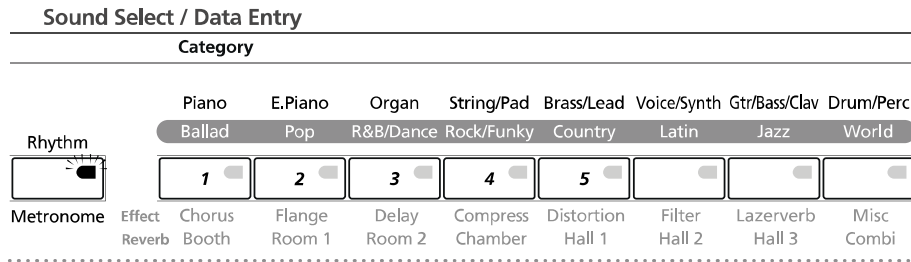 Sound Select / Data Entry
Category
Piano E.Piano Organ String/Pad Brass/Lead Voice/Synth Gtr/Bass/Clav Drum/Perc
Ballad Pop R&B/Dance Rock/Funky Country Latin Jazz World
Rhythm
1 2 3 4 5
Metronome Effect Chorus Flange Delay Compress Distortion Filter Lazerverb Misc
Reverb Booth Room 1 Room 2 Chamber Hall 1 Hall 2 Hall 3 Combi